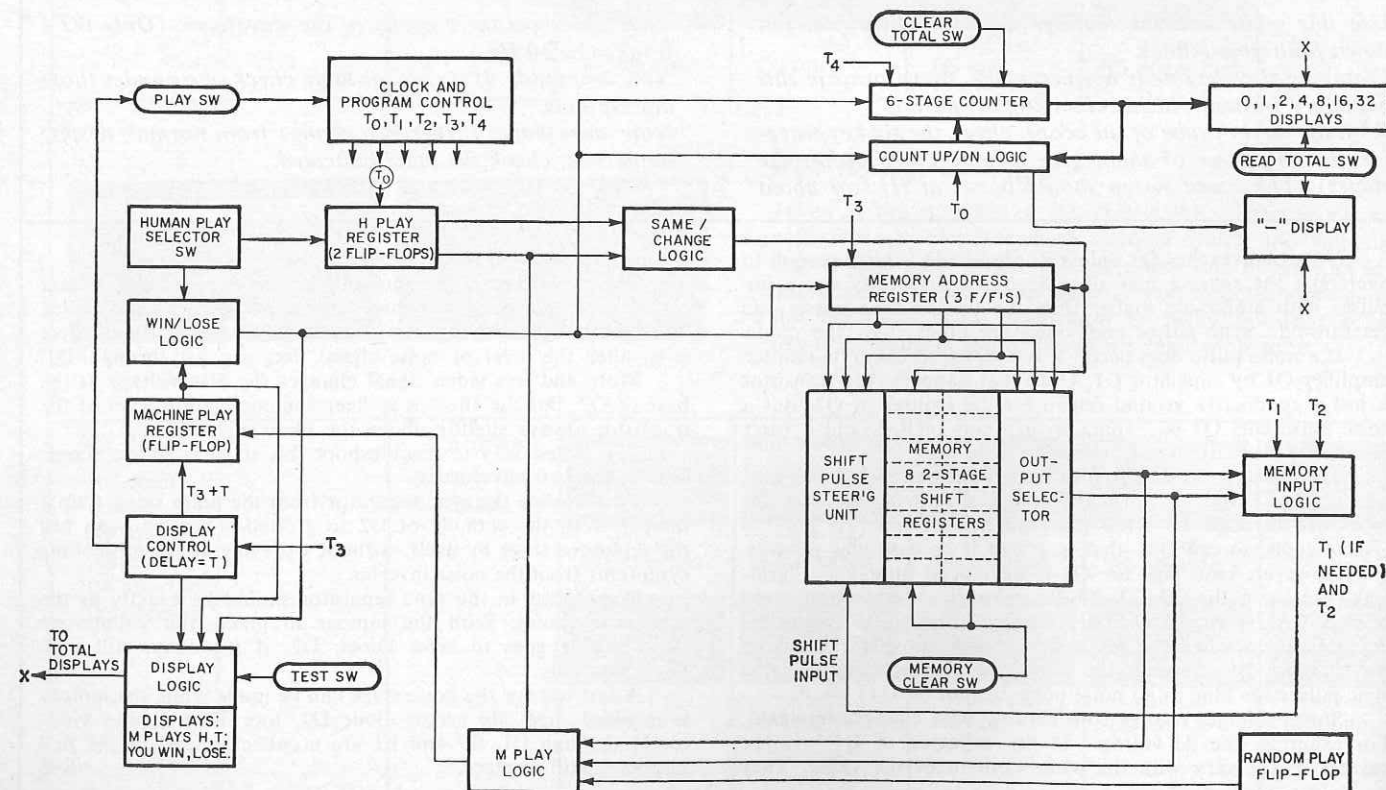 CLEAR
TOTAL SW
T4
X
PLAY SW
CLOCK AND
PROGRAM CONTROL
T0, T1, T2, T3, T4
6-STAGE COUNTER
0, 1, 2, 4, 8, 16, 32
DISPLAYS
COUNT UP/DN LOGIC
READ TOTAL SW
T0
T0
HUMAN PLAY
SELECTOR
SW
H PLAY
REGISTER
(2 FLIP-FLOPS)
SAME /
CHANGE
LOGIC
T3
"–" DISPLAY
MEMORY ADDRESS
REGISTER (3 F/F'S)
X
WIN/LOSE
LOGIC
MACHINE PLAY
REGISTER
(FLIP-FLOP)
T1
T2
SHIFT
PULSE
STEER'G
UNIT
MEMORY
8 2-STAGE
SHIFT
REGISTERS
OUT-
PUT
SELEC-
TOR
MEMORY
INPUT
LOGIC
T3+T
DISPLAY
CONTROL
(DELAY-T)
T3
T1 (IF
NEEDED)
AND
T2
TO
TOTAL
DISPLAYS
X
DISPLAY
LOGIC
TEST SW
DISPLAYS:
M PLAYS H,T;
YOU WIN, LOSE
SHIFT
PULSE
INPUT
MEMORY
CLEAR SW
M PLAY
LOGIC
RANDOM PLAY
FLIP-FLOP